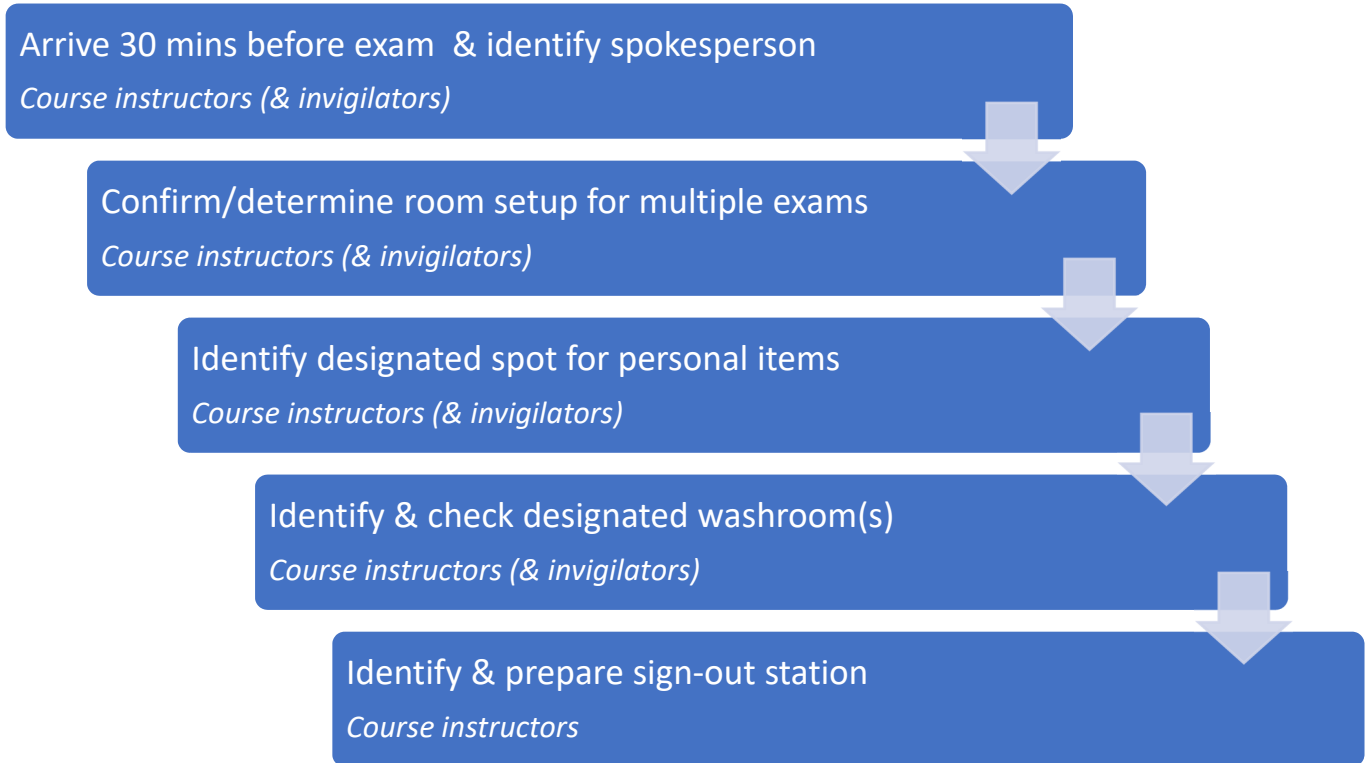 Arrive 30 mins before exam  & identify spokesperson
Course instructors (& invigilators)
Confirm/determine room setup for multiple exams
Course instructors (& invigilators)
Identify designated spot for personal items
Course instructors (& invigilators)
Identify & check designated washroom(s)
Course instructors (& invigilators)
Identify & prepare sign-out station
Course instructors